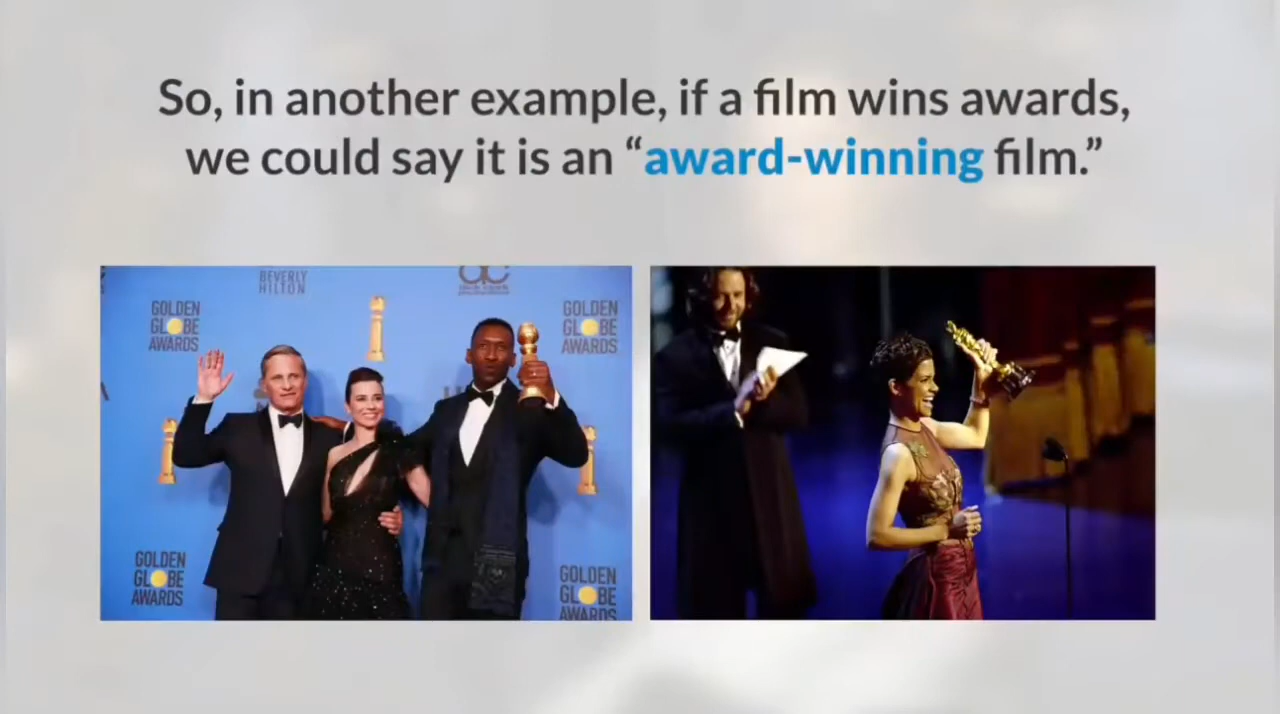 So, in another example, if a film wins awards,
we could say it is an “award-winning film.”
BEVERLY
HILTON
GOLDEN
GLOBE
AWARDS
GOLDEN
GLOBE
AWARDS
GOLDEN
GLOBE
AWARDS
GOLDEN
GLOBE
AWARDS